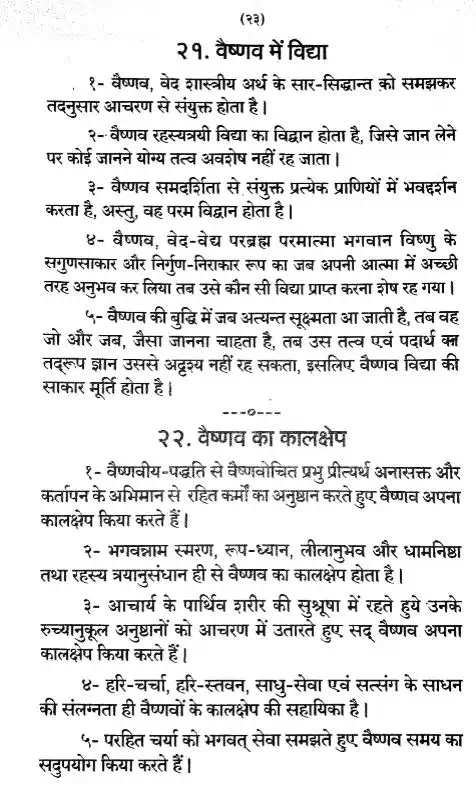 (२३)
२१. वैष्णव में विद्या
१- वैष्णव, वेद शास्त्रीय अर्थ के सार-सिद्धान्त को समझकर
तदनुसार आचरण से संयुक्त होता है।
२- वैष्णव रहस्यत्रयी विद्या का विद्वान होता है, जिसे जान लेने
पर कोई जानने योग्य तत्व अवशेष नहीं रह जाता।
३- वैष्णव समदर्शिता से संयुक्त प्रत्येक प्राणियों में भवद्दर्शन
करता है, अस्तु, वह परम विद्वान होता है।
४- वैष्णव, वेद-वेद्य परब्रह्म परमात्मा भगवान विष्णु के
सगुणसाकार और निर्गुण-निराकार रूप का जब अपनी आत्मा में अच्छी
तरह अनुभव कर लिया तब उसे कौन सी विद्या प्राप्त करना शेष रह गया।
५- वैष्णव की बुद्धि में जब अत्यन्त सूक्ष्मता आ जाती है, तब वह
जो और जब, जैसा जानना चाहता है, तब उस तत्व एवं पदार्थ का
तद्रूप ज्ञान उससे अदृश्य नहीं रह सकता, इसलिए वैष्णव विद्या की
साकार मूर्ति होता है।
---०---
२२. वैष्णव का कालक्षेप
१- वैष्णवीय-पद्धति से वैष्णवोचित प्रभु प्रीत्यर्थ अनासक्त और
कर्तापन के अभिमान से रहित कर्मों का अनुष्ठान करते हुए वैष्णव अपना
कालक्षेप किया करते हैं।
२- भगवन्नाम स्मरण, रूप-ध्यान, लीलानुभव और धामनिष्ठा
तथा रहस्य त्रयानुसंधान ही से वैष्णव का कालक्षेप होता है।
३- आचार्य के पार्थिव शरीर की सुश्रूषा में रहते हुये उनके
रुच्यानुकूल अनुष्ठानों को आचरण में उतारते हुए सद् वैष्णव अपना
कालक्षेप किया करते हैं।
४- हरि-चर्चा, हरि-स्तवन, साधु-सेवा एवं सत्संग के साधन
की संलग्नता ही वैष्णवों के कालक्षेप की सहायिका है।
५- परहित चर्या को भगवत् सेवा समझते हुए वैष्णव समय का
सदुपयोग किया करते हैं।